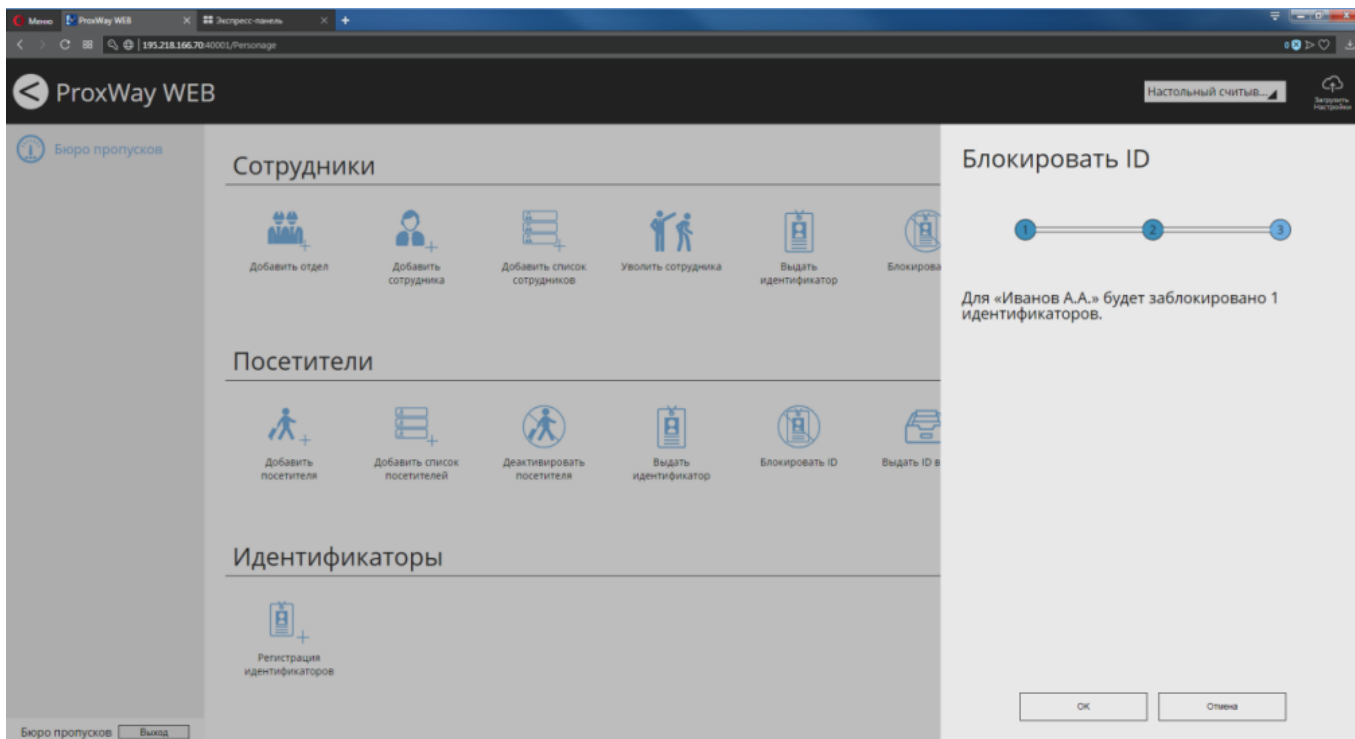 Меню
ProxWay WEB
Экспресс-панель
195.218.166.70:40001/Personage
0
ProxWay WEB
Настольный считыв...
Загрузить
Настройки
Бюро пропусков
Сотрудники
Добавить отдел
Добавить
сотрудника
Добавить список
сотрудников
Уволить сотрудника
Выдать
идентификатор
Блокирова
Посетители
Добавить
посетителя
Добавить список
посетителей
Деактивировать
посетителя
Выдать
идентификатор
Блокировать ID
Выдать ID в
Идентификаторы
Регистрация
идентификаторов
Блокировать ID
1
2
3
Для «Иванов А.А.» будет заблокировано 1
идентификаторов.
OK
Отмена
Бюро пропусков
Выход